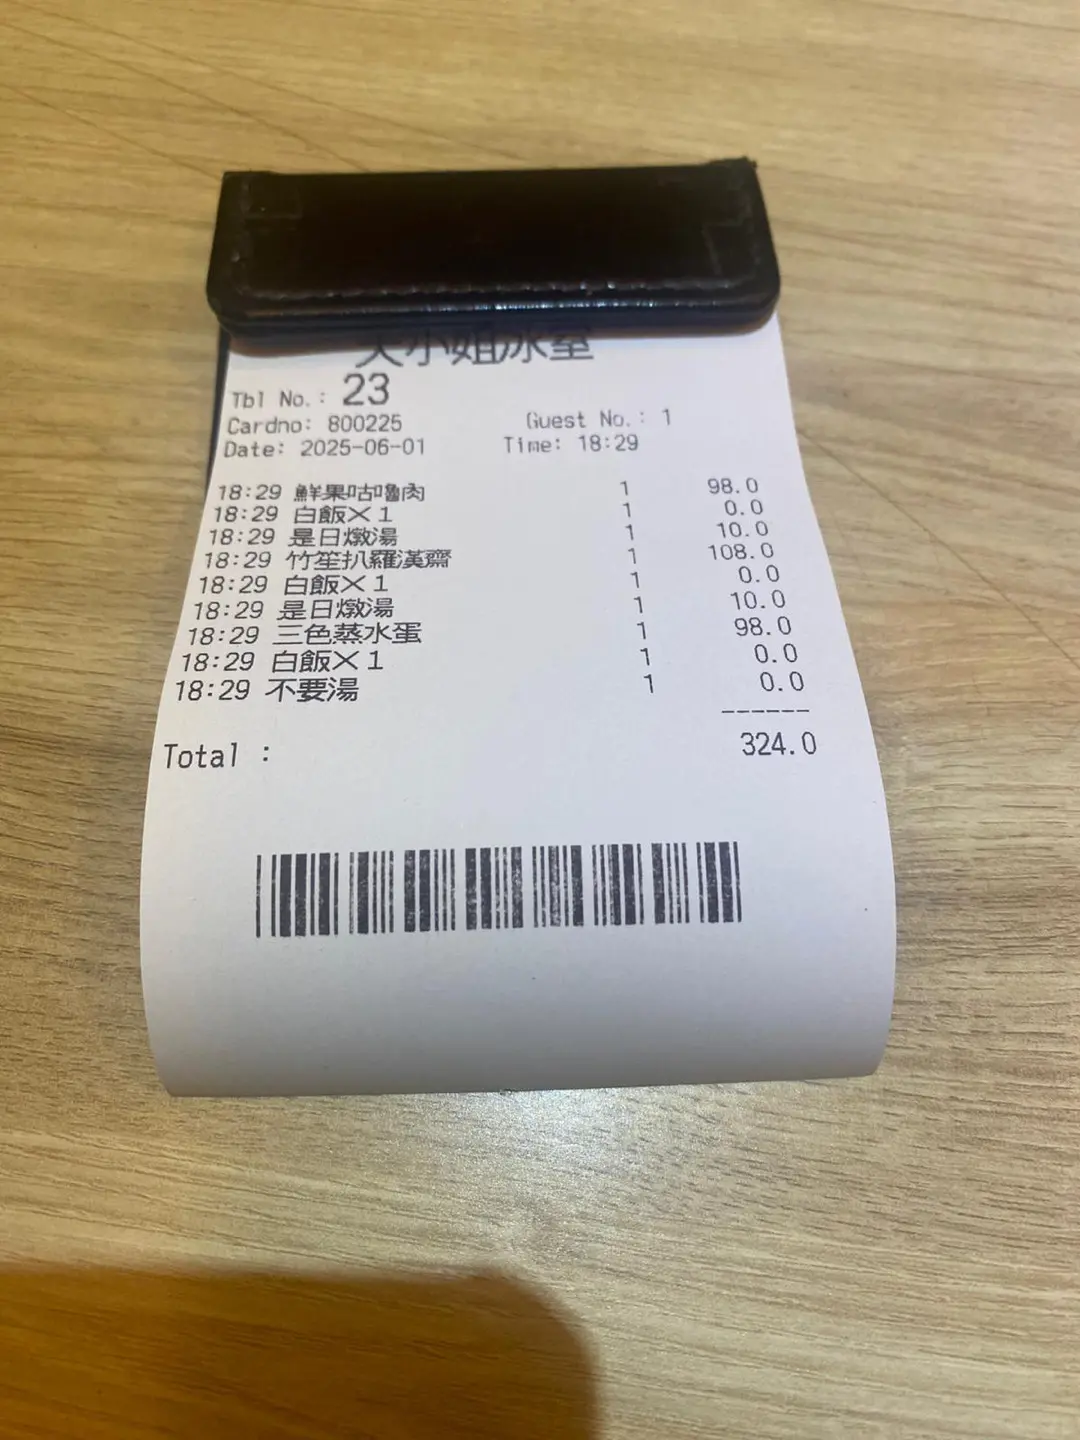 大小姐冰室
Tbl No.: 23
Cardno: 800225 Guest No.: 1
Date: 2025-06-01 Time: 18:29
18:29 鮮果咕嚕肉 1 98.0
18:29 白飯X1 1 0.0
18:29 是日燉湯 1 10.0
18:29 竹笙扒羅漢齋 1 108.0
18:29 白飯X1 1 0.0
18:29 是日燉湯 1 10.0
18:29 三色蒸水蛋 1 98.0
18:29 白飯X1 1 0.0
18:29 不要湯 1 0.0
------
Total : 324.0